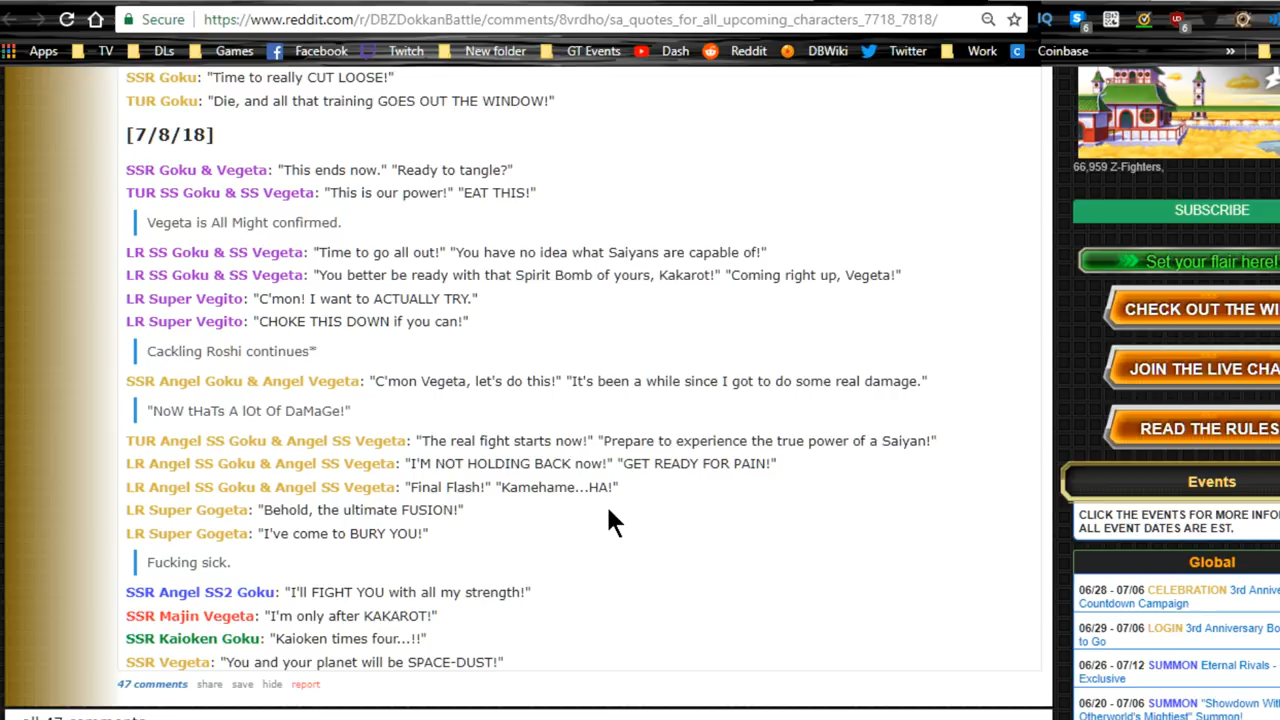 Secure https://www.reddit.com/r/DBZDokkanBattle/comments/8vrdho/sa_quotes_for_all_upcoming_characters_7718_7818/
6 6
Apps TV DLs Games Facebook Twitch New folder GT Events Dash Reddit DBWiki Twitter Work Coinbase »
SSR Goku: "Time to really CUT LOOSE!"
TUR Goku: "Die, and all that training GOES OUT THE WINDOW!"
[7/8/18]
SSR Goku & Vegeta: "This ends now." "Ready to tangle?"
TUR SS Goku & SS Vegeta: "This is our power!" "EAT THIS!"
Vegeta is All Might confirmed.
LR SS Goku & SS Vegeta: "Time to go all out!" "You have no idea what Saiyans are capable of!"
LR SS Goku & SS Vegeta: "You better be ready with that Spirit Bomb of yours, Kakarot!" "Coming right up, Vegeta!"
LR Super Vegito: "C'mon! I want to ACTUALLY TRY."
LR Super Vegito: "CHOKE THIS DOWN if you can!"
Cackling Roshi continues*
SSR Angel Goku & Angel Vegeta: "C'mon Vegeta, let's do this!" "It's been a while since I got to do some real damage."
"NoW tHaTs A lOt Of DaMaGe!"
TUR Angel SS Goku & Angel SS Vegeta: "The real fight starts now!" "Prepare to experience the true power of a Saiyan!"
LR Angel SS Goku & Angel SS Vegeta: "I'M NOT HOLDING BACK now!" "GET READY FOR PAIN!"
LR Angel SS Goku & Angel SS Vegeta: "Final Flash!" "Kamehame...HA!"
LR Super Gogeta: "Behold, the ultimate FUSION!"
LR Super Gogeta: "I've come to BURY YOU!"
Fucking sick.
SSR Angel SS2 Goku: "I'll FIGHT YOU with all my strength!"
SSR Majin Vegeta: "I'm only after KAKAROT!"
SSR Kaioken Goku: "Kaioken times four...!!"
SSR Vegeta: "You and your planet will be SPACE-DUST!"
47 comments share save hide report
all 47 comments
66,959 Z-Fighters,
SUBSCRIBE
Set your flair here!
CHECK OUT THE WI
JOIN THE LIVE CHA
READ THE RULES
Events
CLICK THE EVENTS FOR MORE INFO
ALL EVENT DATES ARE EST.
Global
06/28 - 07/06 CELEBRATION 3rd Annive
Countdown Campaign
06/29 - 07/06 LOGIN 3rd Anniversary Bo
to Go
06/26 - 07/12 SUMMON Eternal Rivals -
Exclusive
06/20 - 07/06 SUMMON "Showdown Wit
Otherworld's Mightiest" Summon!